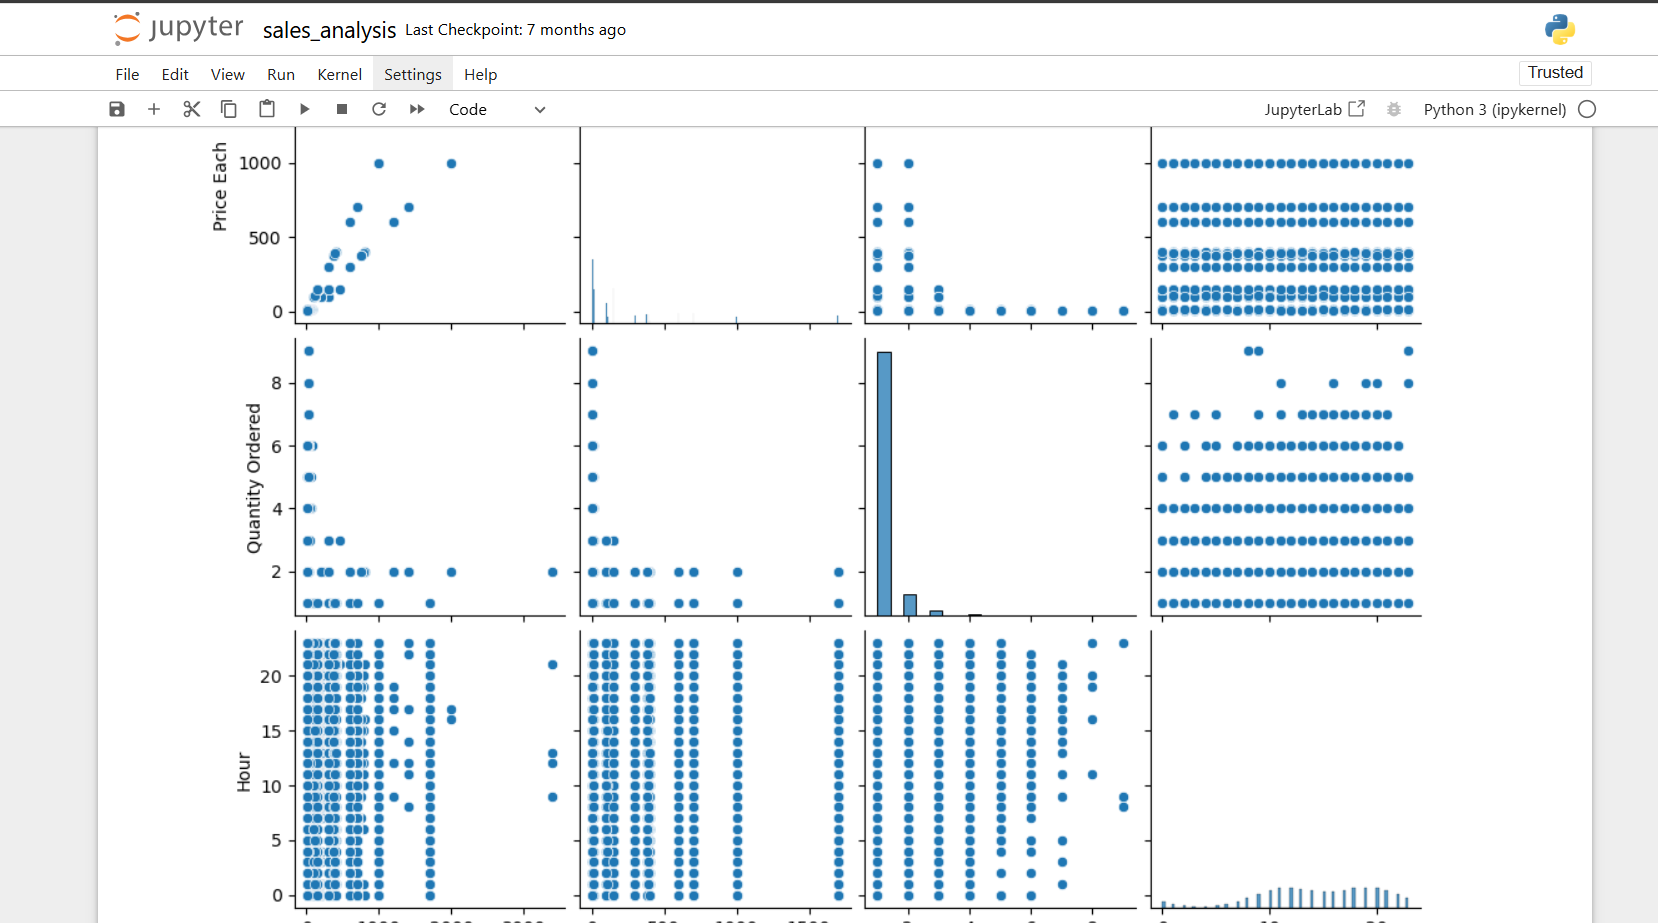 jupyter sales_analysis Last Checkpoint: 7 months ago
File Edit View Run Kernel Settings Help Trusted
Code JupyterLab Python 3 (ipykernel)
Price Each
1000
500
0
Quantity Ordered
8
6
4
2
Hour
20
15
10
5
0